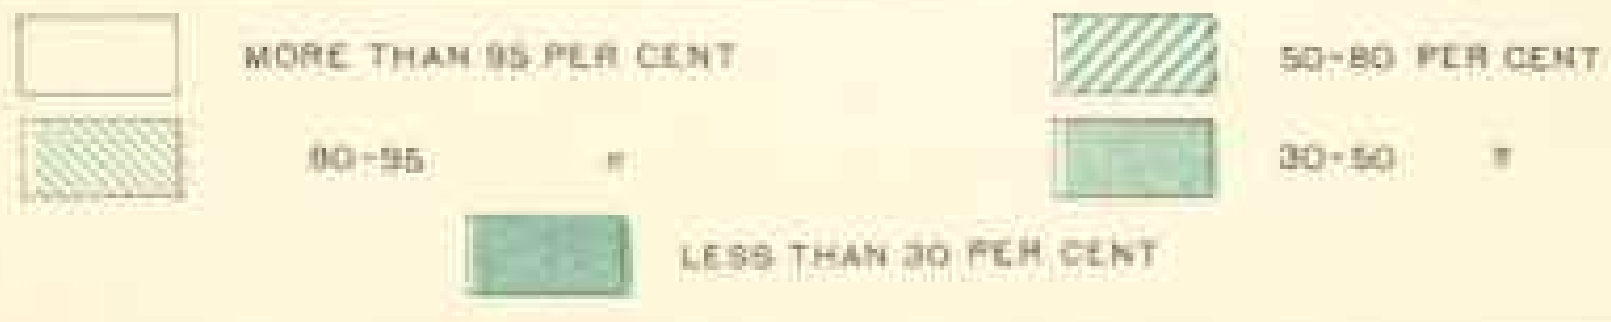 MORE THAN 95 PER CENT
50-80 PER CENT
80-95 "
30-50 "
LESS THAN 30 PER CENT